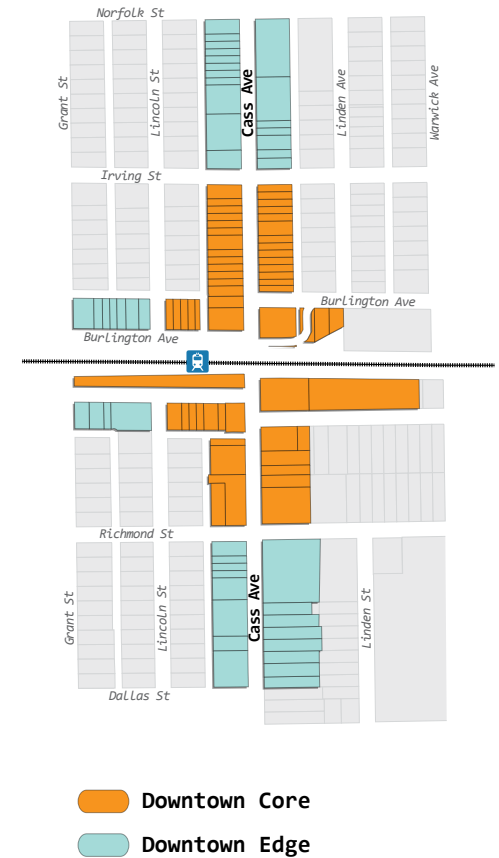 Norfolk St
Grant St
Lincoln St
Cass Ave
Linden Ave
Warwick Ave
Irving St
Burlington Ave
Burlington Ave
Richmond St
Grant St
Lincoln St
Cass Ave
Linden St
Dallas St
Downtown Core
Downtown Edge